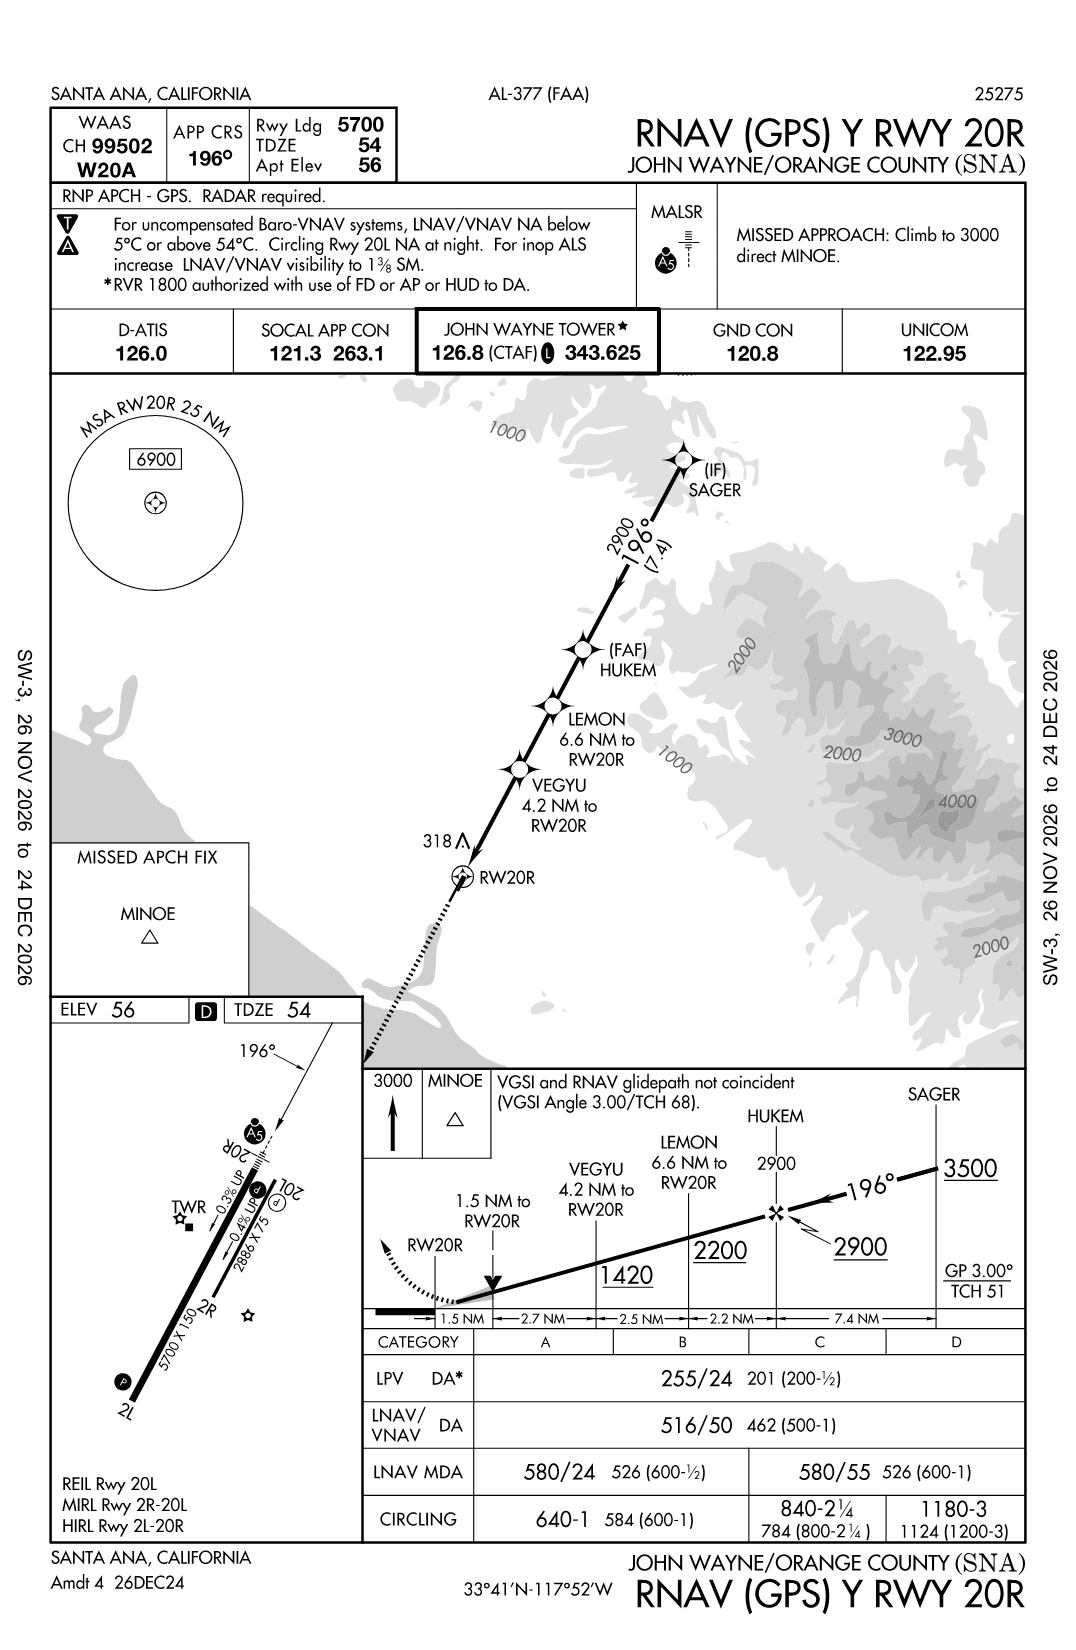 SANTA ANA, CALIFORNIA
AL-377 (FAA)
25275
WAAS
CH 99502
W20A
APP CRS
196°
Rwy Ldg 5700
TDZE 54
Apt Elev 56
RNAV (GPS) Y RWY 20R
JOHN WAYNE/ORANGE COUNTY (SNA)
RNP APCH - GPS. RADAR required.
T
A
For uncompensated Baro-VNAV systems, LNAV/VNAV NA below
5°C or above 54°C. Circling Rwy 20L NA at night. For inop ALS
increase LNAV/VNAV visibility to 1⅜ SM.
*RVR 1800 authorized with use of FD or AP or HUD to DA.
MALSR
A5
MISSED APPROACH: Climb to 3000
direct MINOE.
D-ATIS
126.0
SOCAL APP CON
121.3 263.1
JOHN WAYNE TOWER★
126.8 (CTAF) L 343.625
GND CON
120.8
UNICOM
122.95
MSA RW20R 25 NM
6900
1000
(IF)
SAGER
2900
196°
(7.4)
(FAF)
HUKEM
2000
LEMON
6.6 NM to
RW20R
1000
3000
2000
VEGYU
4.2 NM to
RW20R
4000
318
RW20R
2000
MISSED APCH FIX
MINOE
SW-3, 26 NOV 2026 to 24 DEC 2026
SW-3, 26 NOV 2026 to 24 DEC 2026
ELEV 56
D
TDZE 54
196°
A5
20R
20L
0.3% UP
P
P
TWR
0.4% UP
2886 X 75
2R
5700 X 150
P
2L
REIL Rwy 20L
MIRL Rwy 2R-20L
HIRL Rwy 2L-20R
3000
MINOE
VGSI and RNAV glidepath not coincident
(VGSI Angle 3.00/TCH 68).
SAGER
HUKEM
LEMON
6.6 NM to
RW20R
2900
VEGYU
4.2 NM to
RW20R
3500
196°
1.5 NM to
RW20R
RW20R
2200
2900
1420
GP 3.00°
TCH 51
1.5 NM
2.7 NM
2.5 NM
2.2 NM
7.4 NM
CATEGORY A B C D
LPV DA* 255/24 201 (200-½)
LNAV/
VNAV DA 516/50 462 (500-1)
LNAV MDA 580/24 526 (600-½) 580/55 526 (600-1)
CIRCLING 640-1 584 (600-1) 840-2¼ 1180-3
784 (800-2¼) 1124 (1200-3)
SANTA ANA, CALIFORNIA
Amdt 4 26DEC24
33°41'N-117°52'W
JOHN WAYNE/ORANGE COUNTY (SNA)
RNAV (GPS) Y RWY 20R